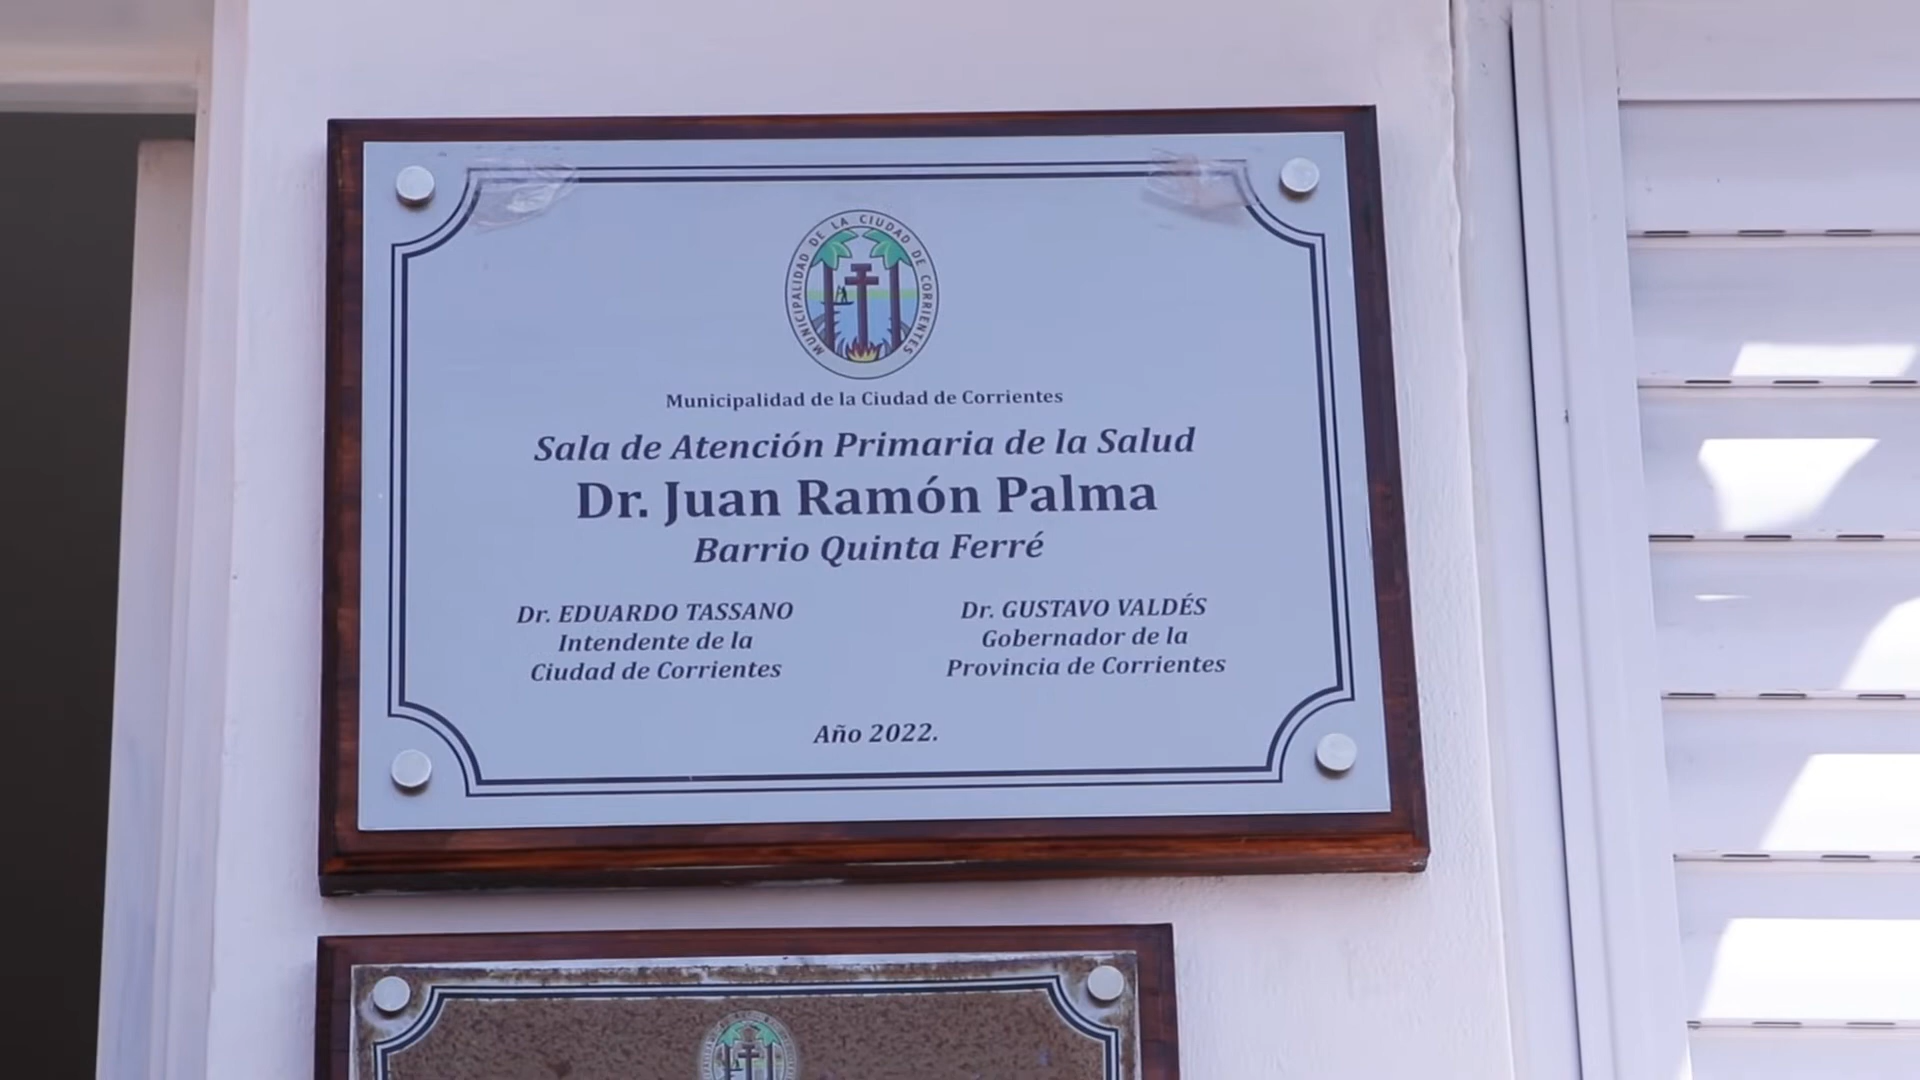 MUNICIPALIDAD DE LA CIUDAD DE CORRIENTES
Municipalidad de la Ciudad de Corrientes
Sala de Atención Primaria de la Salud
Dr. Juan Ramón Palma
Barrio Quinta Ferré
Dr. EDUARDO TASSANO
Intendente de la
Ciudad de Corrientes
Dr. GUSTAVO VALDÉS
Gobernador de la
Provincia de Corrientes
Año 2022.